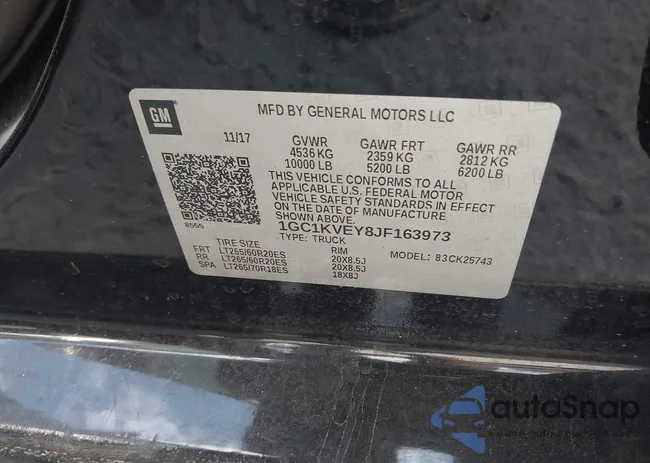 GM
MFD BY GENERAL MOTORS LLC
11/17 GVWR GAWR FRT GAWR RR
4536 KG 2359 KG 2812 KG
10000 LB 5200 LB 6200 LB
THIS VEHICLE CONFORMS TO ALL
APPLICABLE U.S. FEDERAL MOTOR
VEHICLE SAFETY STANDARDS IN EFFECT
ON THE DATE OF MANUFACTURE
SHOWN ABOVE.
8555 1GC1KVEY8JF163973
TYPE: TRUCK MODEL: 83CK25743
TIRE SIZE RIM
FRT LT265/60R20ES 20X8.5J
RR LT265/60R20ES 20X8.5J
SPA LT265/70R18ES 18X8J
autoSnap